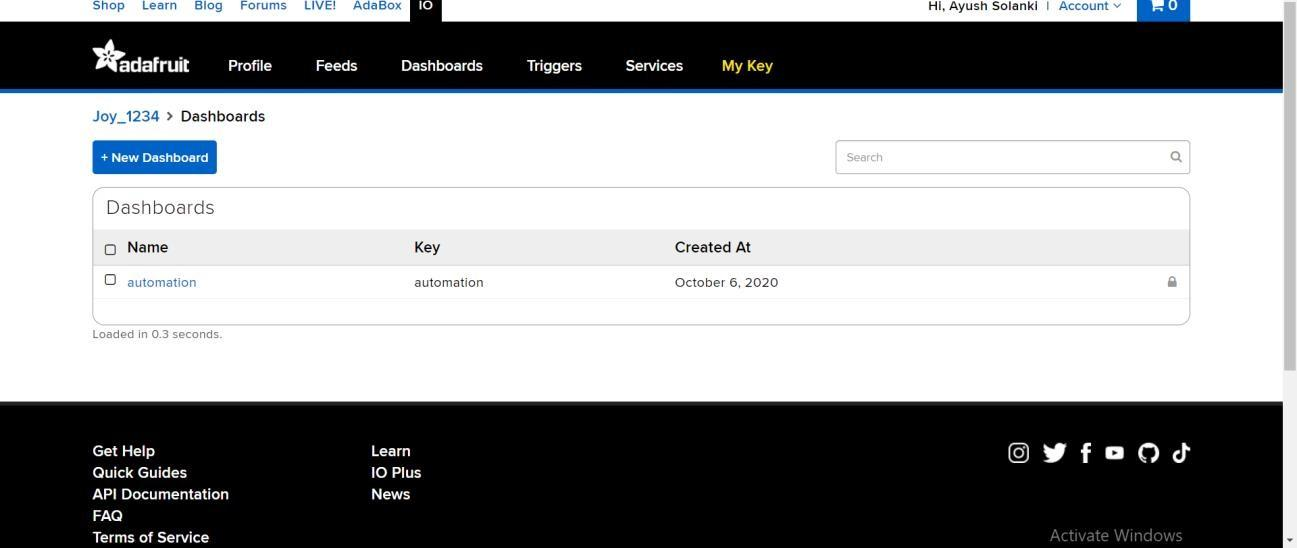 Shop Learn Blog Forums LIVE! AdaBox IO Hi, Ayush Solanki | Account 0
adafruit Profile Feeds Dashboards Triggers Services My Key
Joy_1234 > Dashboards
+ New Dashboard Search
Dashboards
Name Key Created At
automation automation October 6, 2020
Loaded in 0.3 seconds.
Get Help Learn
Quick Guides IO Plus
API Documentation News
FAQ
Terms of Service
Activate Windows